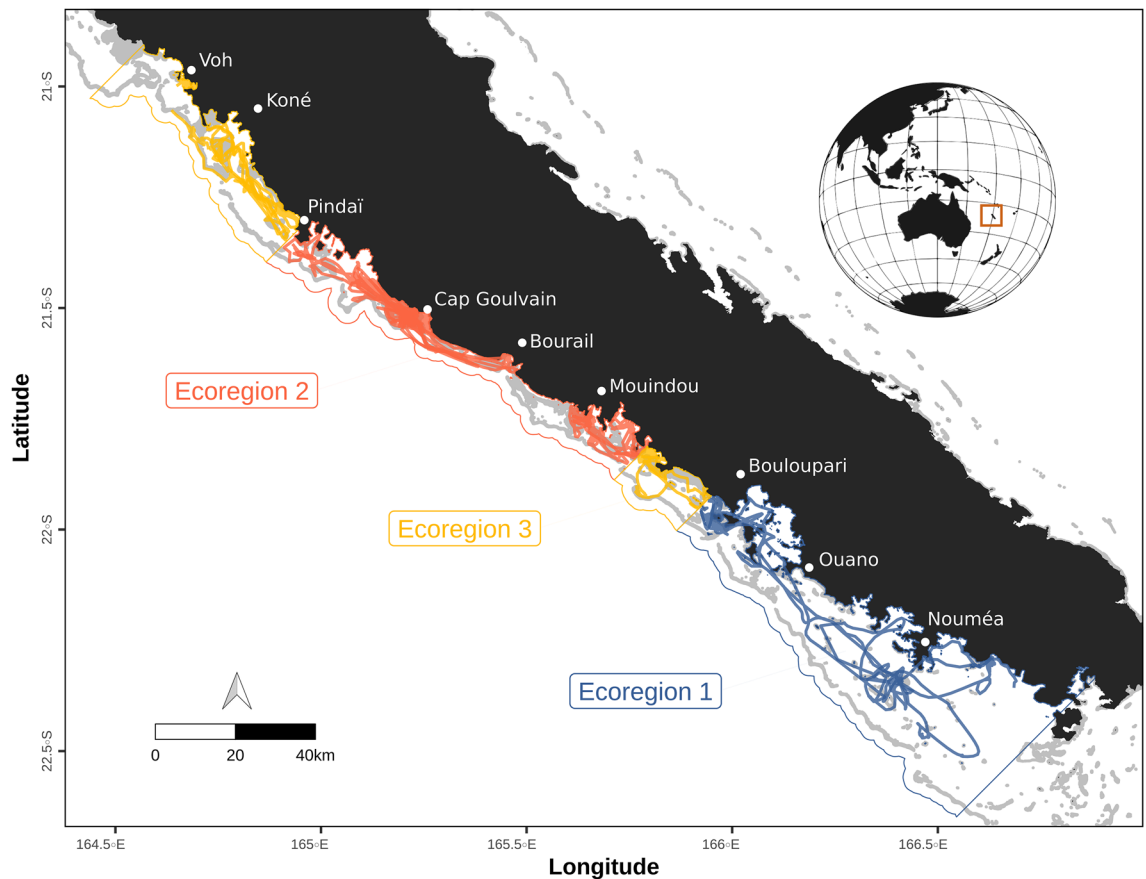 Voh
21°S
Koné
Pindaï
Cap Goulvain
21.5°S
Bourail
Ecoregion 2
Mouindou
Latitude
Bouloupari
Ecoregion 3
22°S
Ouano
Nouméa
Ecoregion 1
22.5°S
0 20 40km
164.5°E 165°E 165.5°E 166°E 166.5°E
Longitude